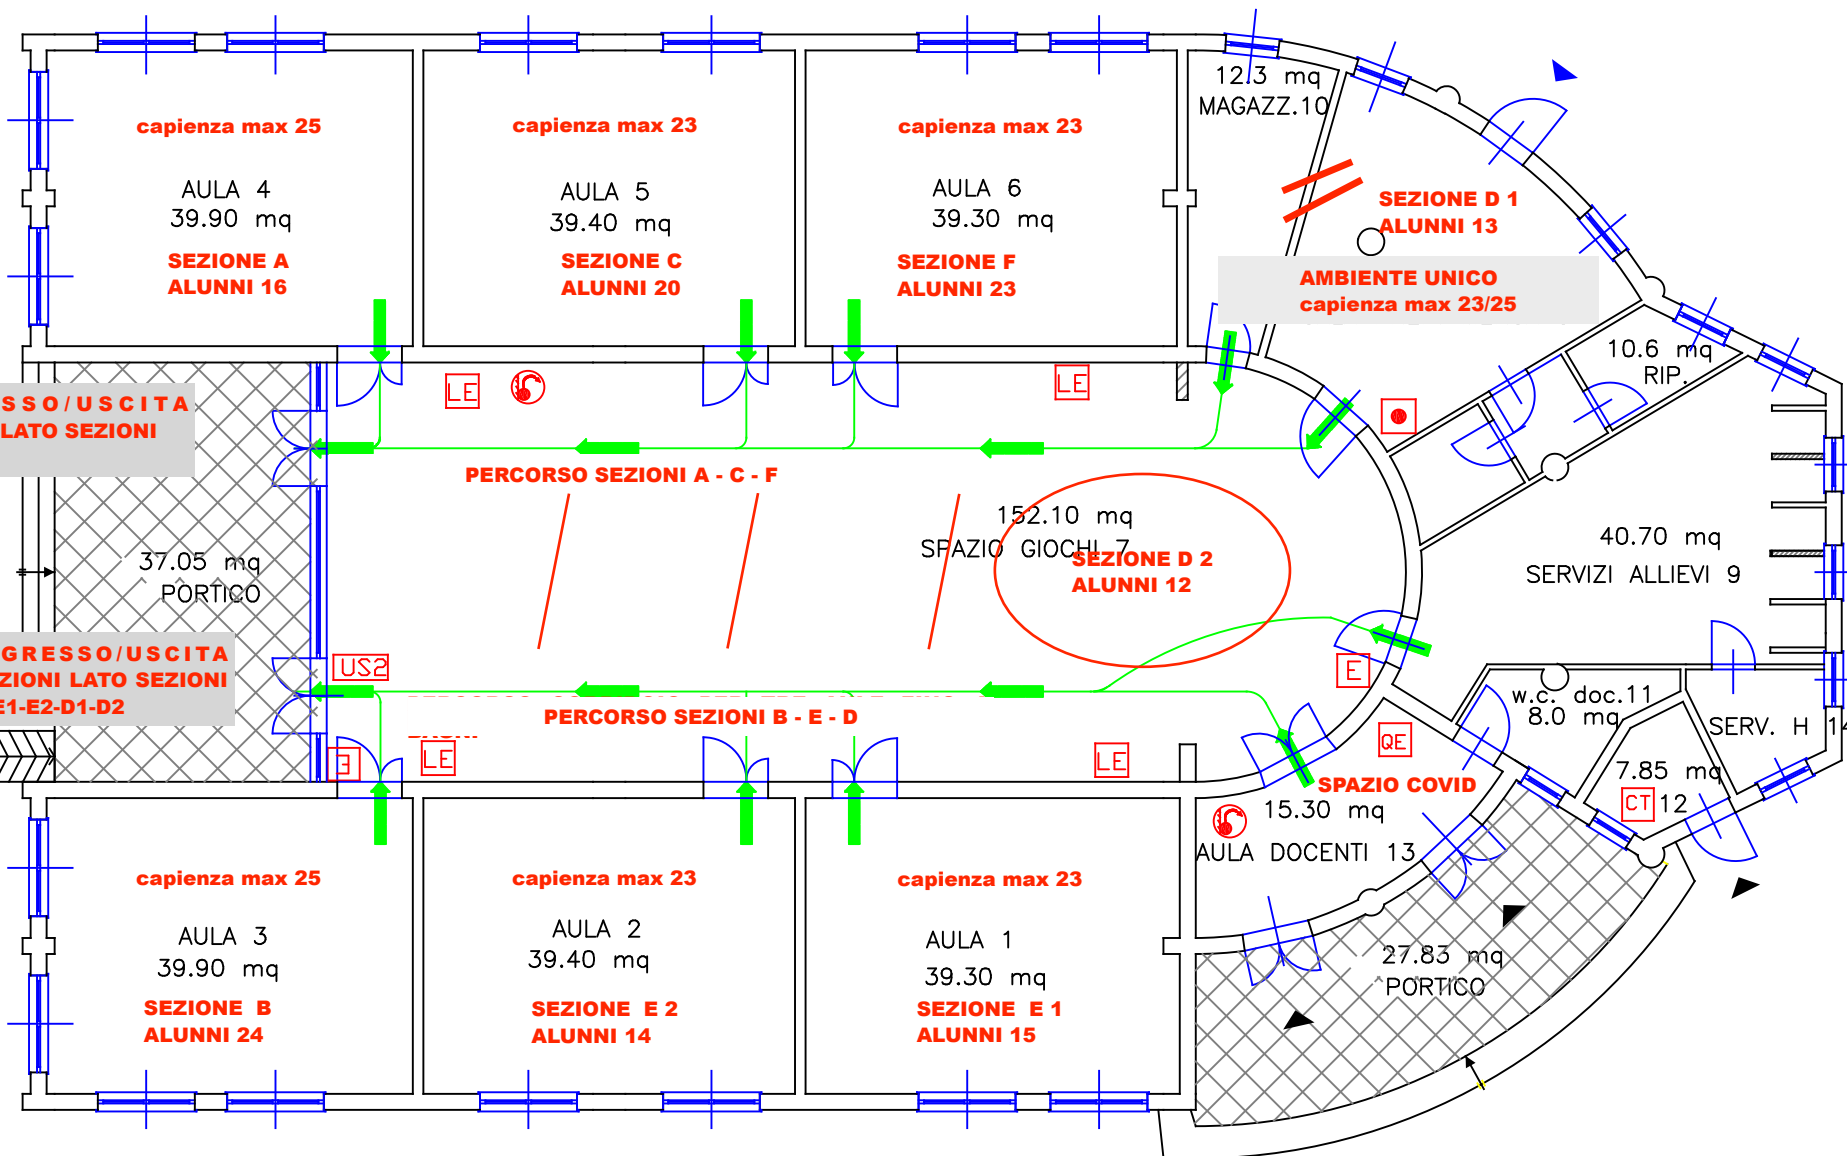 12.3 mq
MAGAZZ.10
capienza max 25
capienza max 23
capienza max 23
AULA 4
39.90 mq
SEZIONE A
ALUNNI 16
AULA 5
39.40 mq
SEZIONE C
ALUNNI 20
AULA 6
39.30 mq
SEZIONE F
ALUNNI 23
SEZIONE D 1
ALUNNI 13
AMBIENTE UNICO
capienza max 23/25
10.6 mq
RIP.
LE
LE
SSO/USCITA
LATO SEZIONI
PERCORSO SEZIONI A - C - F
152.10 mq
SPAZIO GIOCHI 7
SEZIONE D 2
ALUNNI 12
37.05 mq
PORTICO
40.70 mq
SERVIZI ALLIEVI 9
GRESSO/USCITA
ZIONI LATO SEZIONI
E1-E2-D1-D2
US2
E
PERCORSO SEZIONI B - E - D
w.c. doc.11
8.0 mq
SERV. H 14
E
LE
LE
QE
SPAZIO COVID
15.30 mq
AULA DOCENTI 13
7.85 mq
CT 12
capienza max 25
capienza max 23
capienza max 23
AULA 3
39.90 mq
SEZIONE B
ALUNNI 24
AULA 2
39.40 mq
SEZIONE E 2
ALUNNI 14
AULA 1
39.30 mq
SEZIONE E 1
ALUNNI 15
27.83 mq
PORTICO